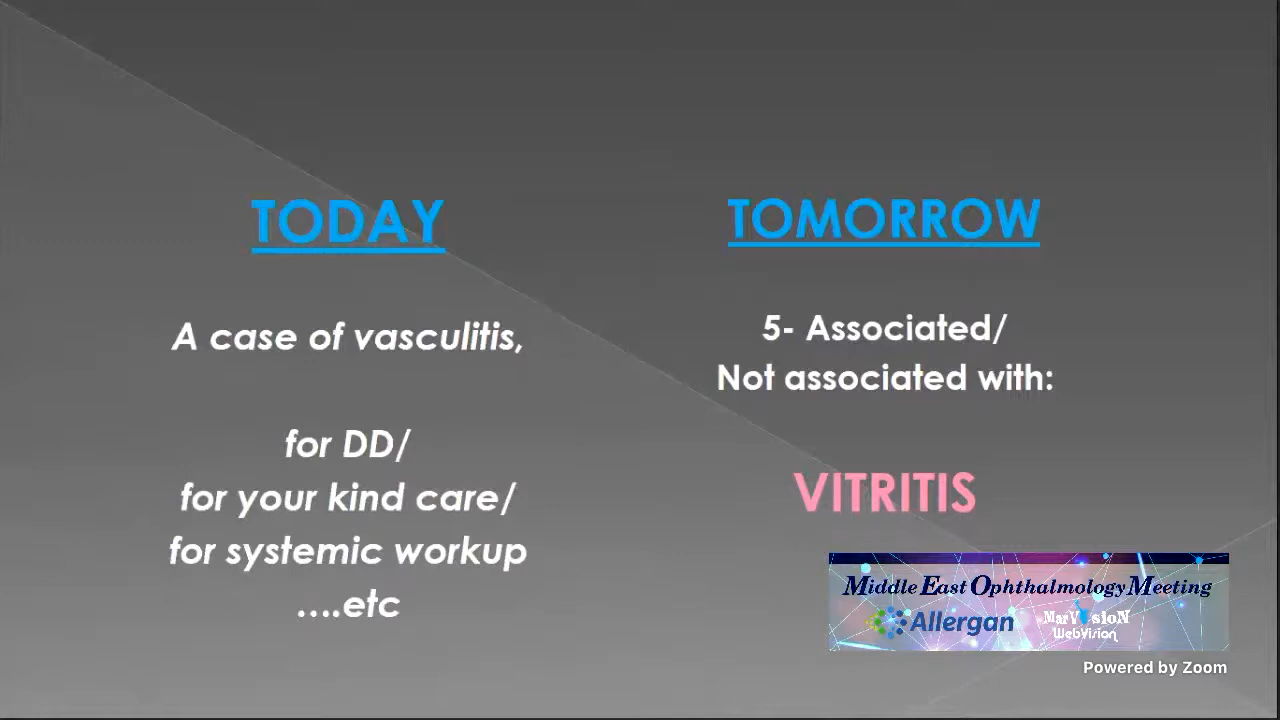 TODAY
A case of vasculitis,
for DD/
for your kind care/
for systemic workup
....etc
TOMORROW
5- Associated/
Not associated with:
VITRITIS
Middle East Ophthalmology Meeting
Allergan
MarVisioN
WebVision
Powered by Zoom